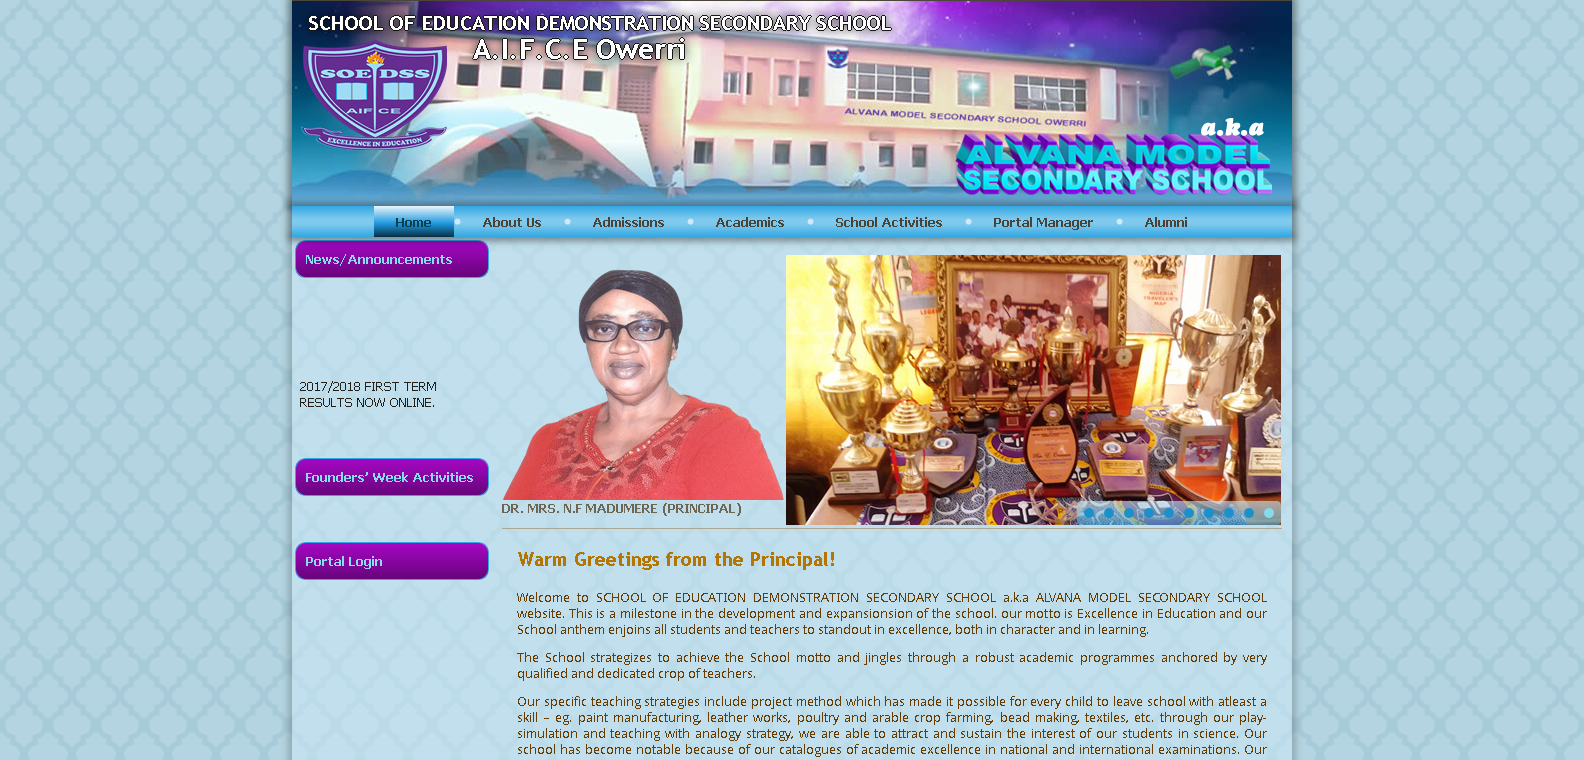 SCHOOL OF EDUCATION DEMONSTRATION SECONDARY SCHOOL
A.I.F.C.E Owerri
SOE DSS
AIF CE
EXCELLENCE IN EDUCATION
ALVANA MODEL SECONDARY SCHOOL OWERRI
a.k.a
ALVANA MODEL
SECONDARY SCHOOL
Home
About Us
Admissions
Academics
School Activities
Portal Manager
Alumni
News/Announcements
2017/2018 FIRST TERM
RESULTS NOW ONLINE.
Founders' Week Activities
Portal Login
NIGERIA
TRAVELER'S
MAP
DR. MRS. N.F MADUMERE (PRINCIPAL)
Warm Greetings from the Principal!
Welcome to SCHOOL OF EDUCATION DEMONSTRATION SECONDARY SCHOOL a.k.a ALVANA MODEL SECONDARY SCHOOL
website. This is a milestone in the development and expansionsion of the school. our motto is Excellence in Education and our
School anthem enjoins all students and teachers to standout in excellence, both in character and in learning.
The School strategizes to achieve the School motto and jingles through a robust academic programmes anchored by very
qualified and dedicated crop of teachers.
Our specific teaching strategies include project method which has made it possible for every child to leave school with atleast a
skill – eg. paint manufacturing, leather works, poultry and arable crop farming, bead making, textiles, etc. through our play-
simulation and teaching with analogy strategy, we are able to attract and sustain the interest of our students in science. Our
school has become notable because of our catalogues of academic excellence in national and international examinations. Our